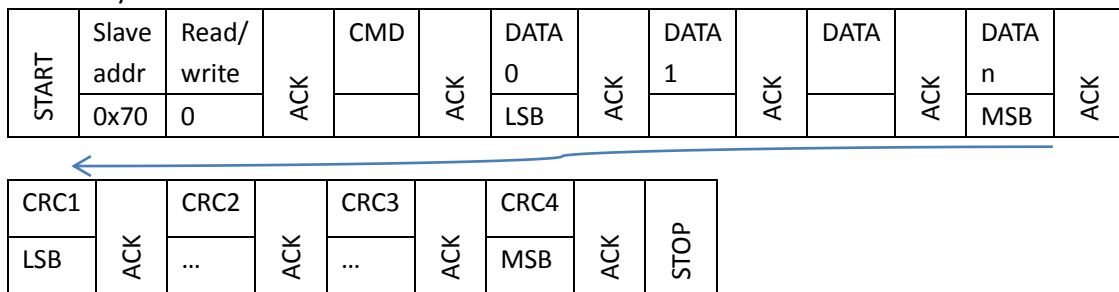 START Slave Read/ ACK CMD ACK DATA ACK DATA ACK DATA ACK DATA ACK
addr write 0 1 n
0x70 0 LSB MSB
CRC1 ACK CRC2 ACK CRC3 ACK CRC4 ACK STOP
LSB ... ... MSB